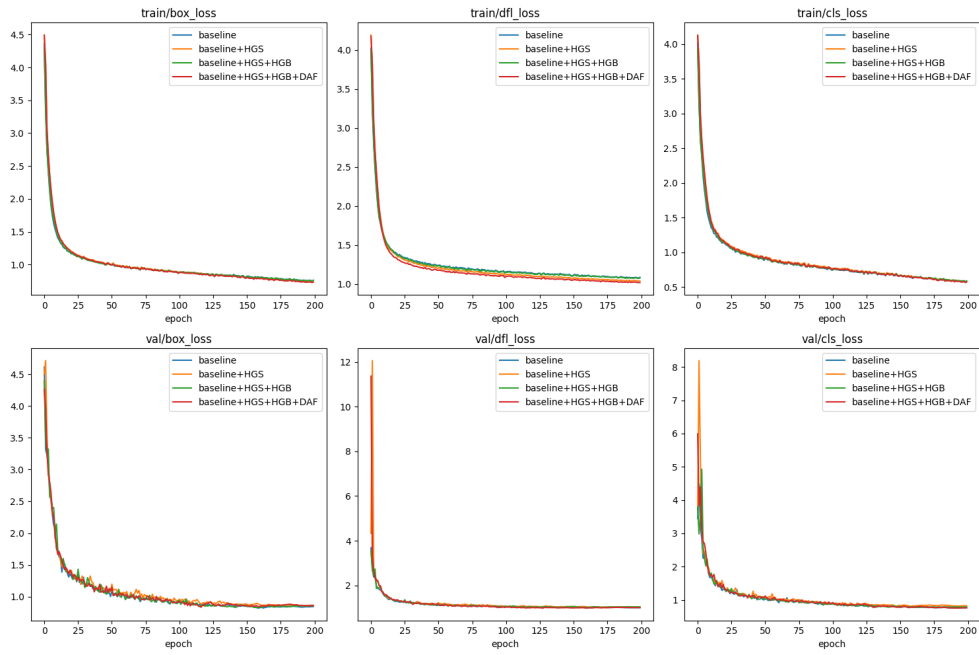 train/box_loss
4.5
4.0
3.5
3.0
2.5
2.0
1.5
1.0
0 25 50 75 100 125 150 175 200
epoch
baseline
baseline+HGS
baseline+HGS+HGB
baseline+HGS+HGB+DAF
train/dfl_loss
4.0
3.5
3.0
2.5
2.0
1.5
1.0
0 25 50 75 100 125 150 175 200
epoch
baseline
baseline+HGS
baseline+HGS+HGB
baseline+HGS+HGB+DAF
train/cls_loss
4.0
3.5
3.0
2.5
2.0
1.5
1.0
0.5
0 25 50 75 100 125 150 175 200
epoch
baseline
baseline+HGS
baseline+HGS+HGB
baseline+HGS+HGB+DAF
val/box_loss
4.5
4.0
3.5
3.0
2.5
2.0
1.5
1.0
0 25 50 75 100 125 150 175 200
epoch
baseline
baseline+HGS
baseline+HGS+HGB
baseline+HGS+HGB+DAF
val/dfl_loss
12
10
8
6
4
2
0 25 50 75 100 125 150 175 200
epoch
baseline
baseline+HGS
baseline+HGS+HGB
baseline+HGS+HGB+DAF
val/cls_loss
8
7
6
5
4
3
2
1
0 25 50 75 100 125 150 175 200
epoch
baseline
baseline+HGS
baseline+HGS+HGB
baseline+HGS+HGB+DAF